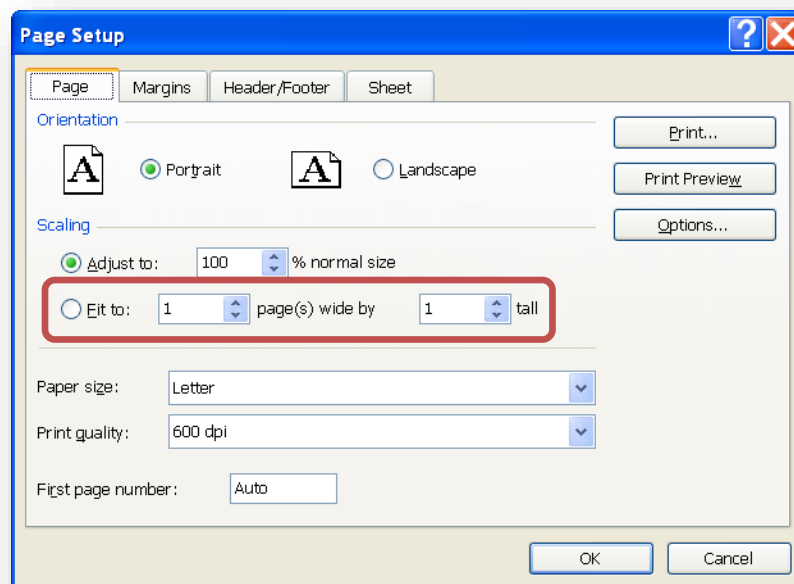 Page Setup
Page Margins Header/Footer Sheet
Orientation
Print...
A Portrait A Landscape
Print Preview
Scaling
Options...
Adjust to: 100 % normal size
Fit to: 1 page(s) wide by 1 tall
Paper size: Letter
Print quality: 600 dpi
First page number: Auto
OK Cancel